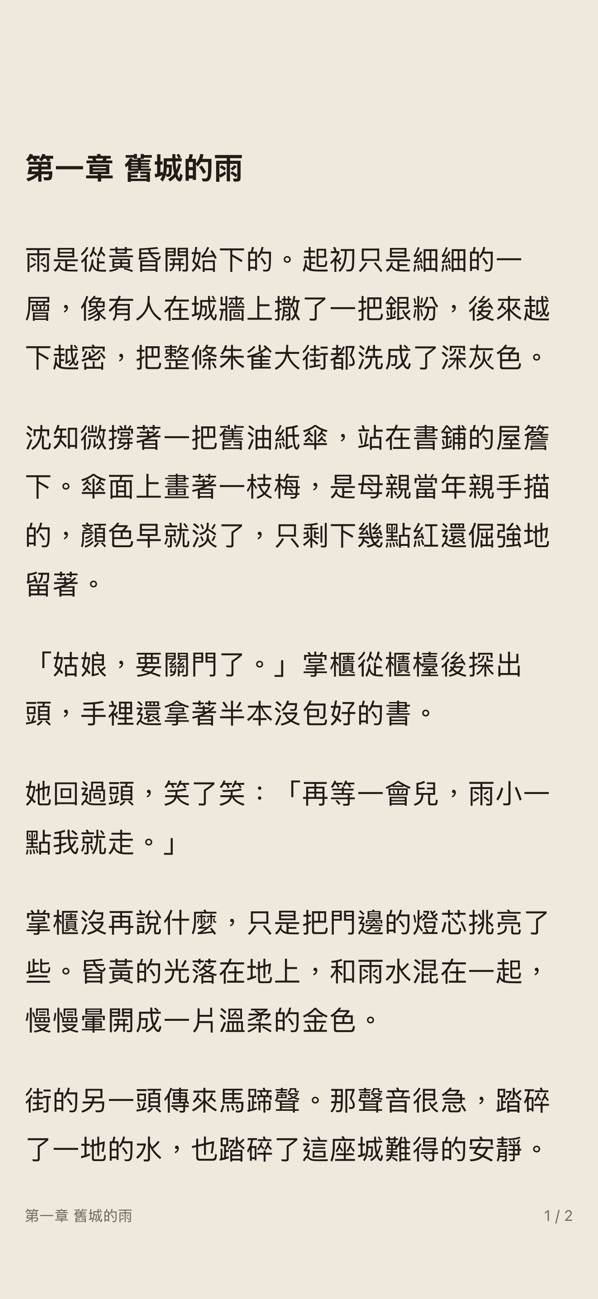 第一章 舊城的雨
雨是從黃昏開始下的。起初只是細細的一
層，像有人在城牆上撒了一把銀粉，後來越
下越密，把整條朱雀大街都洗成了深灰色。
沈知微撐著一把舊油紙傘，站在書鋪的屋簷
下。傘面上畫著一枝梅，是母親當年親手描
的，顏色早就淡了，只剩下幾點紅還倔強地
留著。
「姑娘，要關門了。」掌櫃從櫃檯後探出
頭，手裡還拿著半本沒包好的書。
她回過頭，笑了笑：「再等一會兒，雨小一
點我就走。」
掌櫃沒再說什麼，只是把門邊的燈芯挑亮了
些。昏黃的光落在地上，和雨水混在一起，
慢慢暈開成一片溫柔的金色。
街的另一頭傳來馬蹄聲。那聲音很急，踏碎
了一地的水，也踏碎了這座城難得的安靜。
第一章 舊城的雨
1 / 2